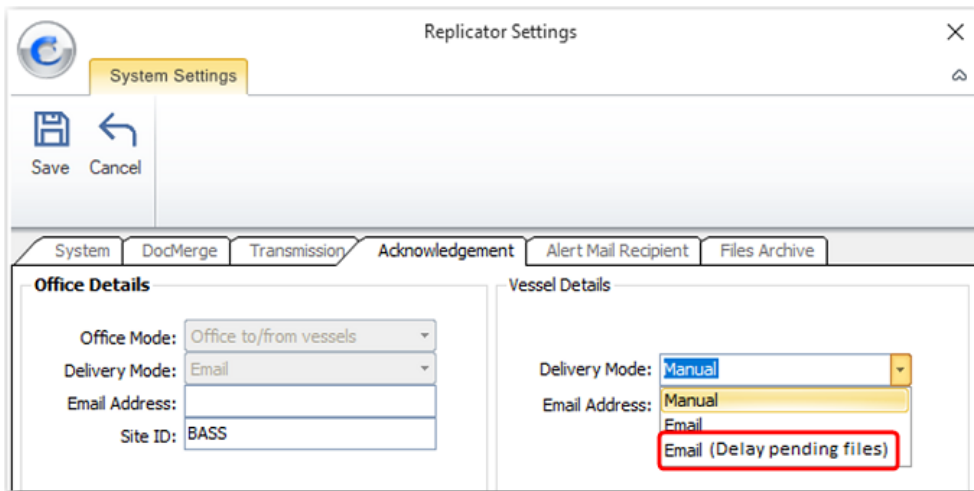 Replicator Settings
System Settings
Save Cancel
System DocMerge Transmission Acknowledgement Alert Mail Recipient Files Archive
Office Details
Office Mode: Office to/from vessels
Delivery Mode: Email
Email Address:
Site ID: BASS
Vessel Details
Delivery Mode: Manual
Email Address:
Manual
Email
Email (Delay pending files)